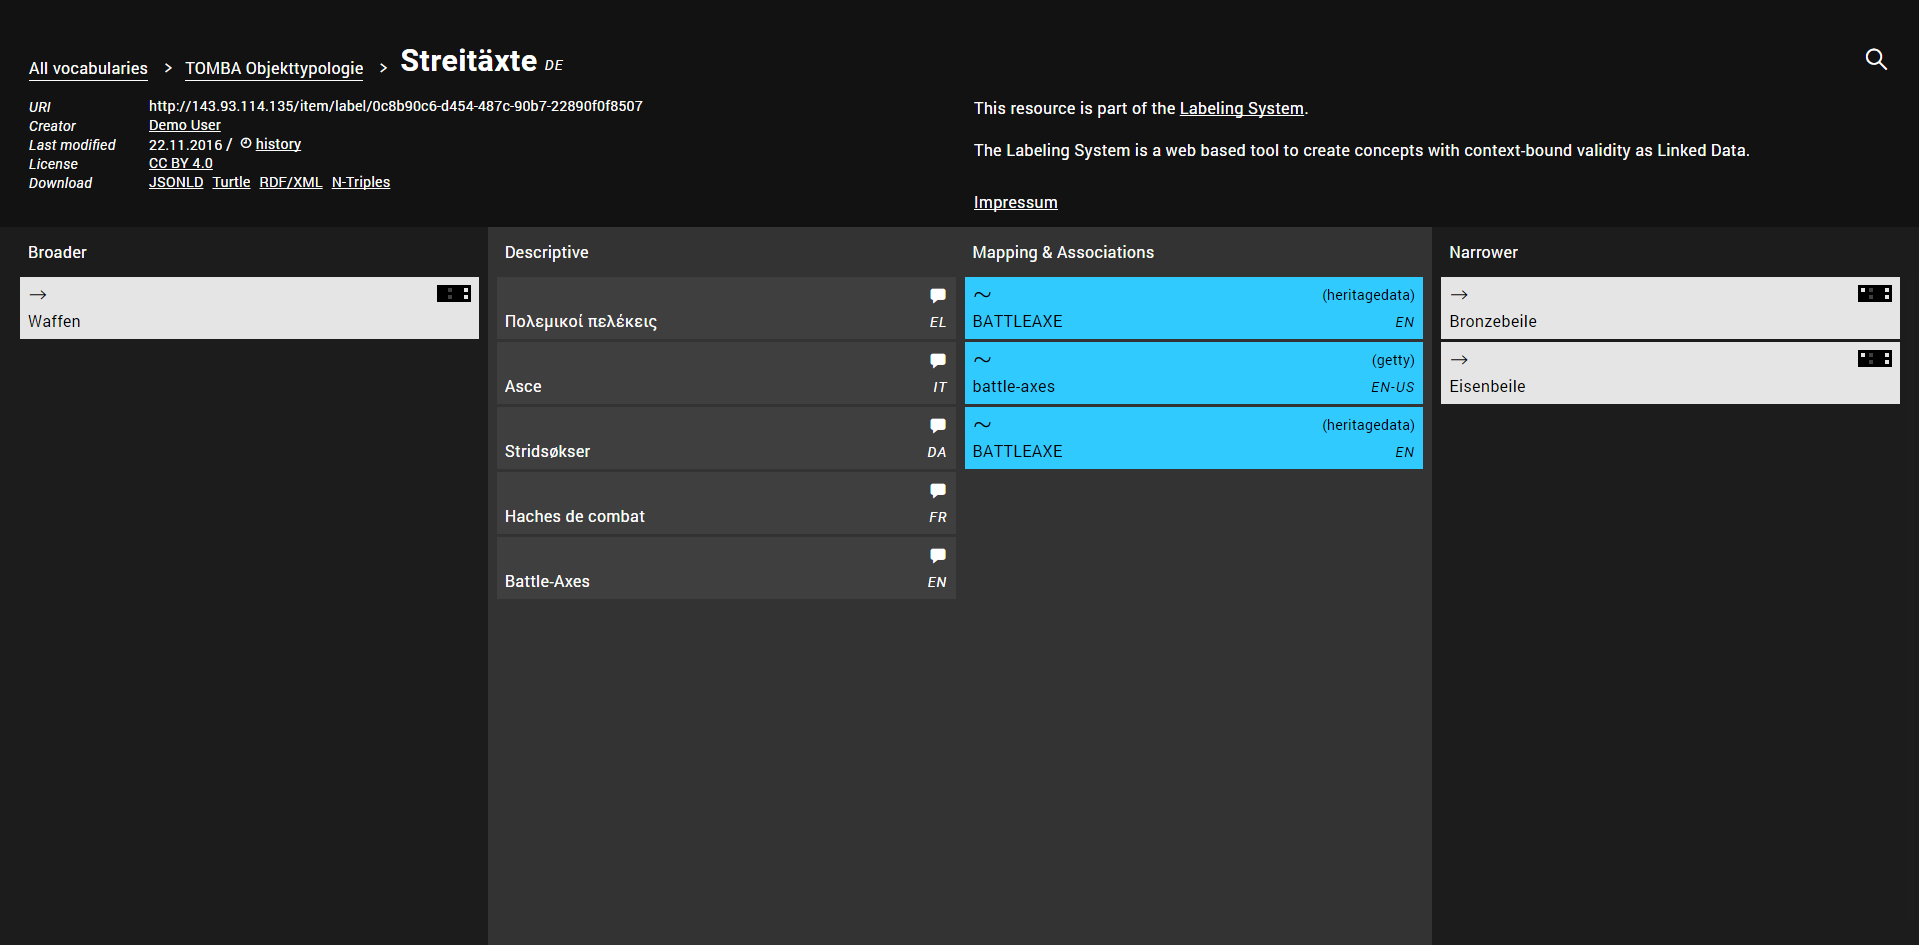 All vocabularies > TOMBA Objekttypologie > Streitäxte DE
URI http://143.93.114.135/item/label/0c8b90c6-d454-487c-90b7-22890f0f8507
Creator Demo User
Last modified 22.11.2016 / history
License CC BY 4.0
Download JSONLD Turtle RDF/XML N-Triples
This resource is part of the Labeling System.
The Labeling System is a web based tool to create concepts with context-bound validity as Linked Data.
Impressum
Broader
→
Waffen
Descriptive
Πολεμικοί πελέκεις EL
Asce IT
Stridsøkser DA
Haches de combat FR
Battle-Axes EN
Mapping & Associations
~ (heritagedata)
BATTLEAXE EN
~ (getty)
battle-axes EN-US
~ (heritagedata)
BATTLEAXE EN
Narrower
→
Bronzebeile
→
Eisenbeile